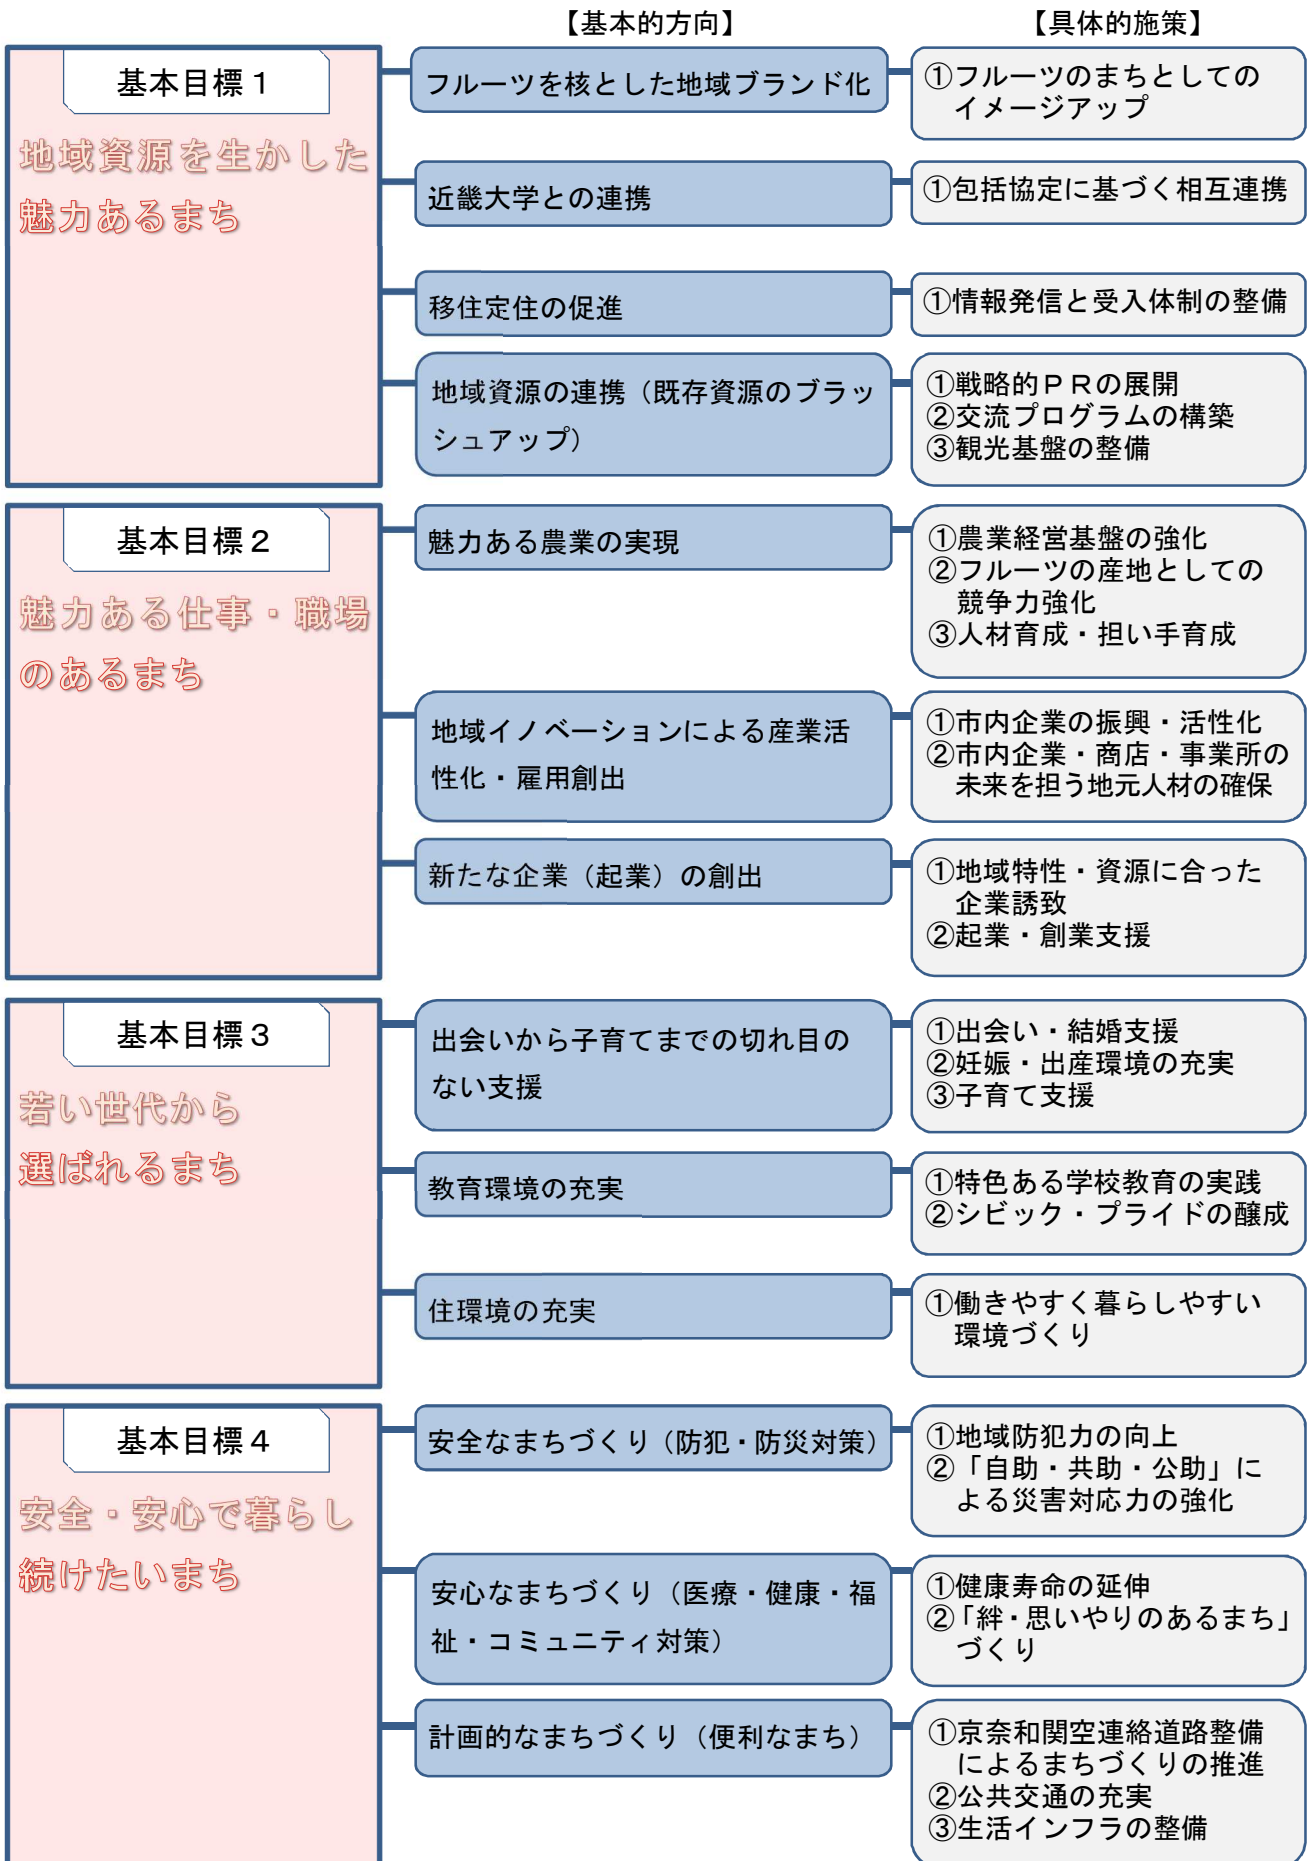 【基本的方向】
【具体的施策】
基本目標１
地域資源を生かした
魅力あるまち
フルーツを核とした地域ブランド化
①フルーツのまちとしての
イメージアップ
近畿大学との連携
①包括協定に基づく相互連携
移住定住の促進
①情報発信と受入体制の整備
地域資源の連携（既存資源のブラッ
シュアップ）
①戦略的ＰＲの展開
②交流プログラムの構築
③観光基盤の整備
基本目標２
魅力ある仕事・職場
のあるまち
魅力ある農業の実現
①農業経営基盤の強化
②フルーツの産地としての
競争力強化
③人材育成・担い手育成
地域イノベーションによる産業活
性化・雇用創出
①市内企業の振興・活性化
②市内企業・商店・事業所の
未来を担う地元人材の確保
新たな企業（起業）の創出
①地域特性・資源に合った
企業誘致
②起業・創業支援
基本目標３
若い世代から
選ばれるまち
出会いから子育てまでの切れ目の
ない支援
①出会い・結婚支援
②妊娠・出産環境の充実
③子育て支援
教育環境の充実
①特色ある学校教育の実践
②シビック・プライドの醸成
住環境の充実
①働きやすく暮らしやすい
環境づくり
基本目標４
安全・安心で暮らし
続けたいまち
安全なまちづくり（防犯・防災対策）
①地域防犯力の向上
②「自助・共助・公助」に
よる災害対応力の強化
安心なまちづくり（医療・健康・福
祉・コミュニティ対策）
①健康寿命の延伸
②「絆・思いやりのあるまち」
づくり
計画的なまちづくり（便利なまち）
①京奈和関空連絡道路整備
によるまちづくりの推進
②公共交通の充実
③生活インフラの整備